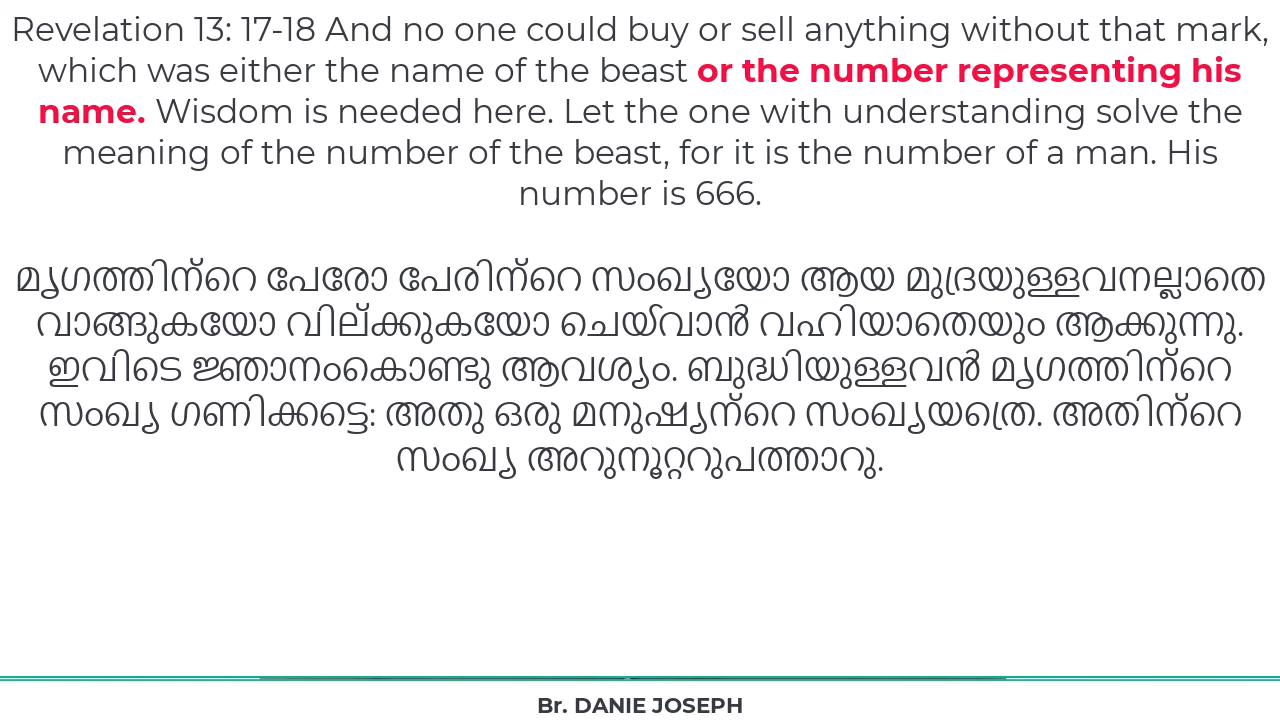 Revelation 13: 17-18 And no one could buy or sell anything without that mark,
which was either the name of the beast or the number representing his
name. Wisdom is needed here. Let the one with understanding solve the
meaning of the number of the beast, for it is the number of a man. His
number is 666.
മൃഗത്തിന്റെ പേരോ പേരിന്റെ സംഖ്യയോ ആയ മുദ്രയുള്ളവനല്ലാതെ
വാങ്ങുകയോ വില്ക്കുകയോ ചെയ്‌വാൻ വഹിയാതെയും ആക്കുന്നു.
ഇവിടെ ജ്ഞാനംകൊണ്ടു ആവശ്യം. ബുദ്ധിയുള്ളവൻ മൃഗത്തിന്റെ
സംഖ്യ ഗണിക്കട്ടെ: അതു ഒരു മനുഷ്യന്റെ സംഖ്യയത്രെ. അതിന്റെ
സംഖ്യ അറുനൂറ്ററുപത്താറു.
Br. DANIE JOSEPH